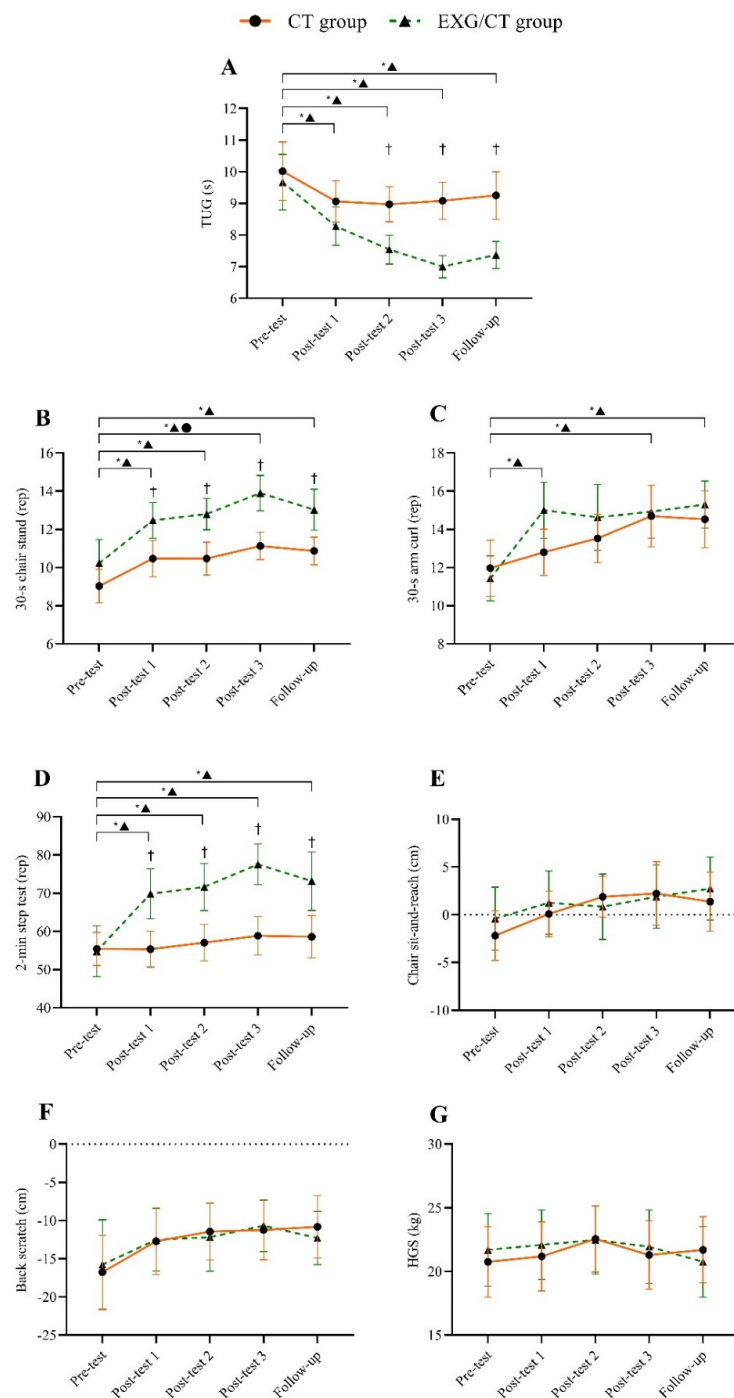 CT group EXG/CT group
A
* ▲
* ▲
* ▲
* ▲
12
11
10
9
8
7
6
† † †
TUG (s)
Pre-test
Post-test 1
Post-test 2
Post-test 3
Follow-up
B
* ▲
* ▲ ●
* ▲
* ▲
16
14
12
10
8
6
† † † †
30-s chair stand (rep)
Pre-test
Post-test 1
Post-test 2
Post-test 3
Follow-up
C
* ▲
* ▲
* ▲
18
16
14
12
10
8
30-s arm curl (rep)
Pre-test
Post-test 1
Post-test 2
Post-test 3
Follow-up
D
* ▲
* ▲
* ▲
* ▲
90
80
70
60
50
40
† † † †
2-min step test (rep)
Pre-test
Post-test 1
Post-test 2
Post-test 3
Follow-up
E
10
5
0
-5
-10
Chair sit-and-reach (cm)
Pre-test
Post-test 1
Post-test 2
Post-test 3
Follow-up
F
0
-5
-10
-15
-20
-25
Back scratch (cm)
Pre-test
Post-test 1
Post-test 2
Post-test 3
Follow-up
G
30
25
20
15
HGS (kg)
Pre-test
Post-test 1
Post-test 2
Post-test 3
Follow-up